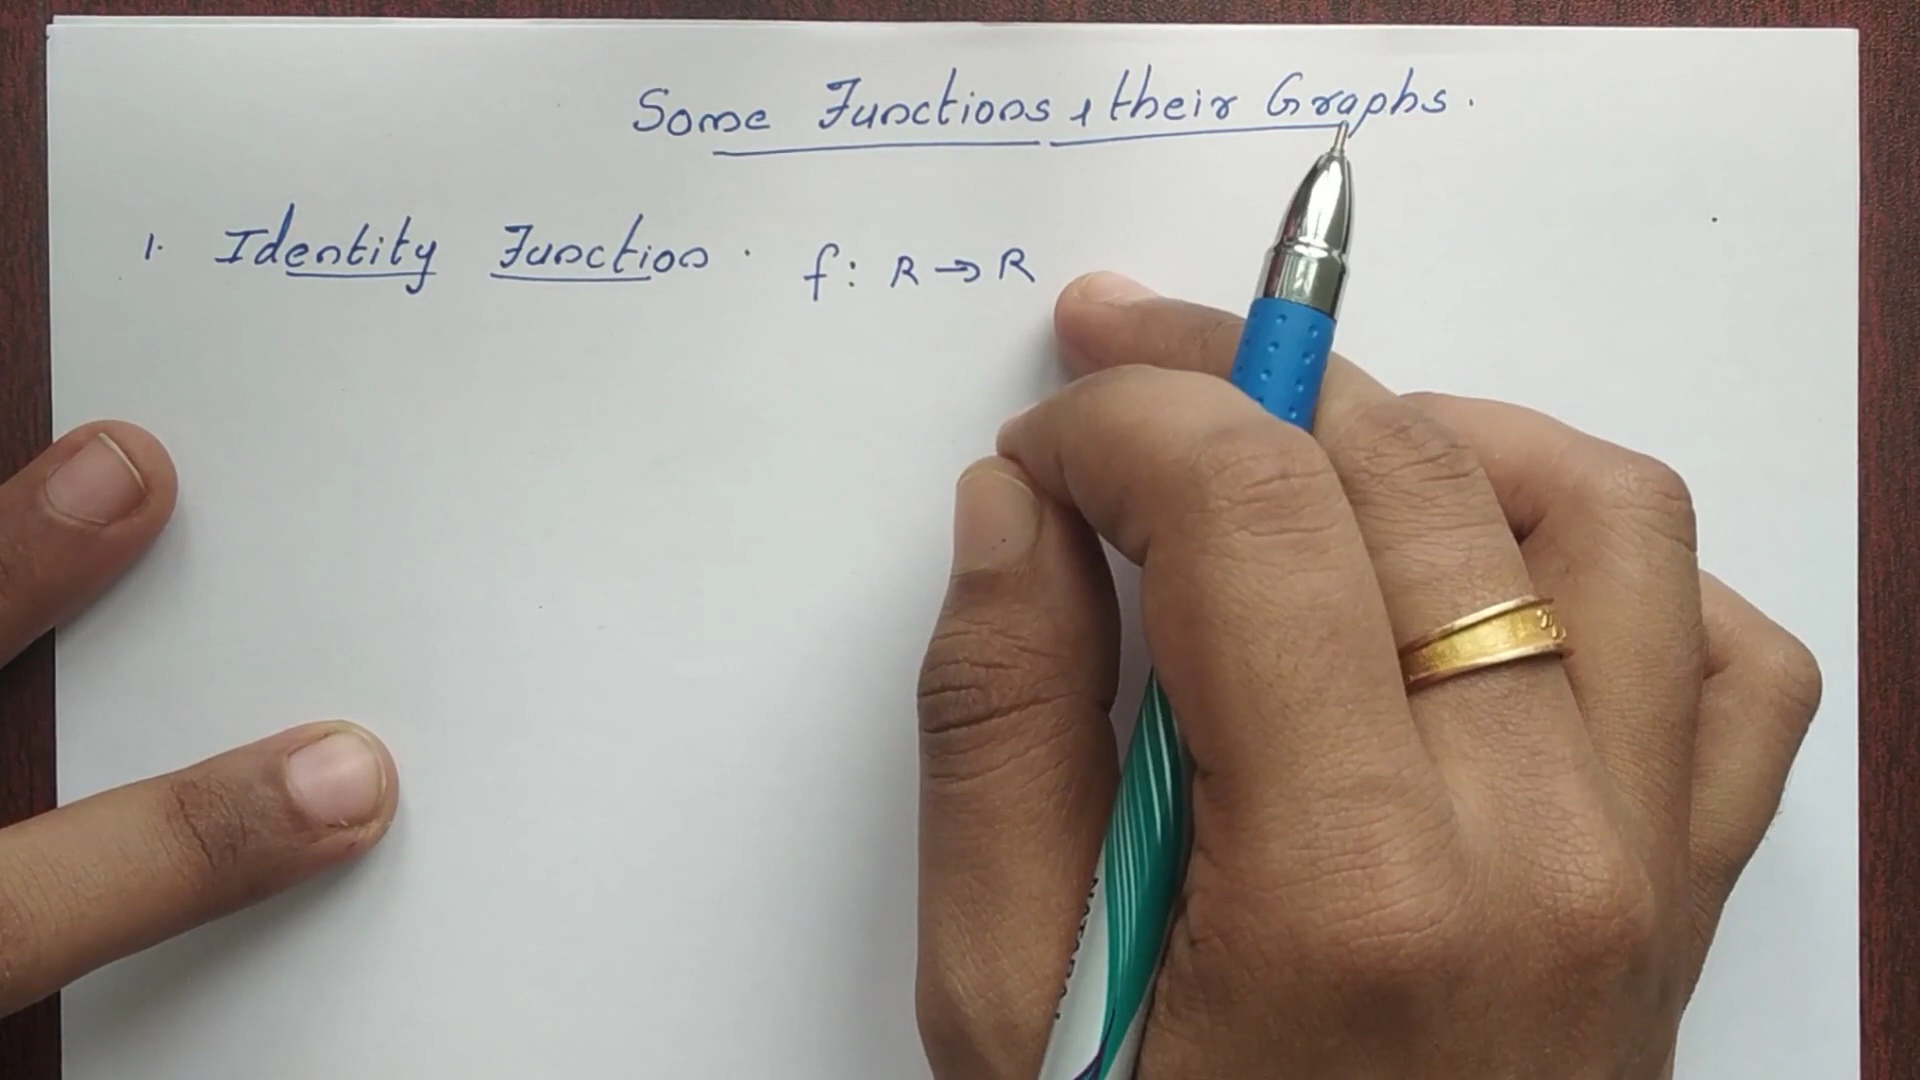 Some Functions & their Graphs.
1. Identity Function. f: R → R